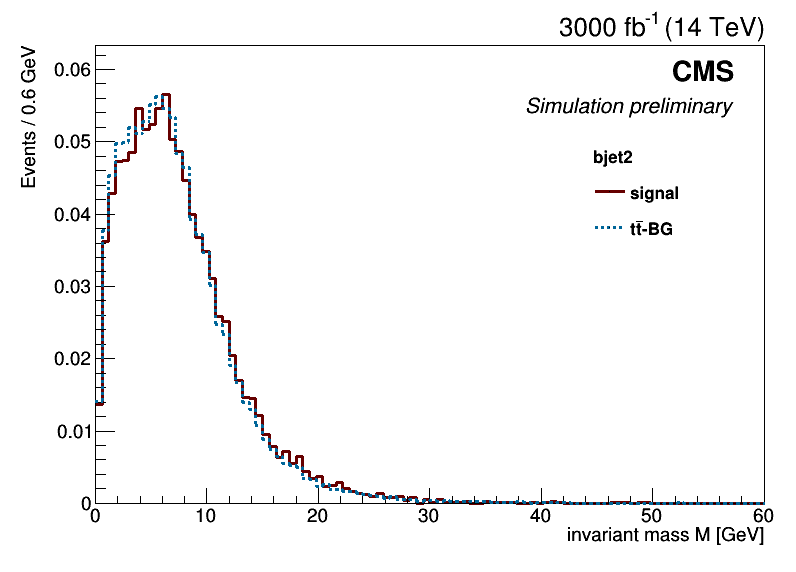 3000 fb⁻¹ (14 TeV)
Events / 0.6 GeV
CMS
Simulation preliminary
bjet2
signal
tt̄-BG
0.06
0.05
0.04
0.03
0.02
0.01
0
0 10 20 30 40 50 60
invariant mass M [GeV]